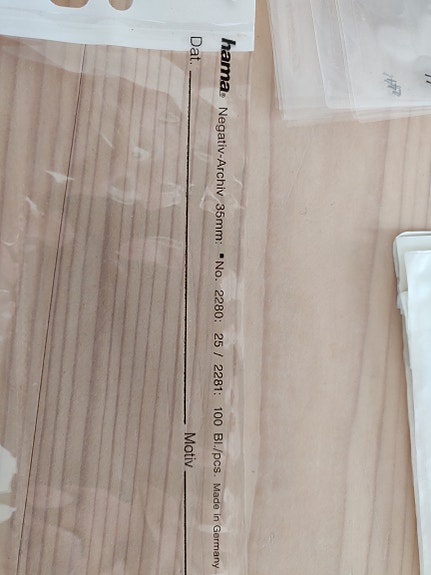 hama® Negativ-Archiv 35mm: ▪No. 2280: 25 / 2281: 100 Bl./pcs. Made in Germany
Dat. Motiv